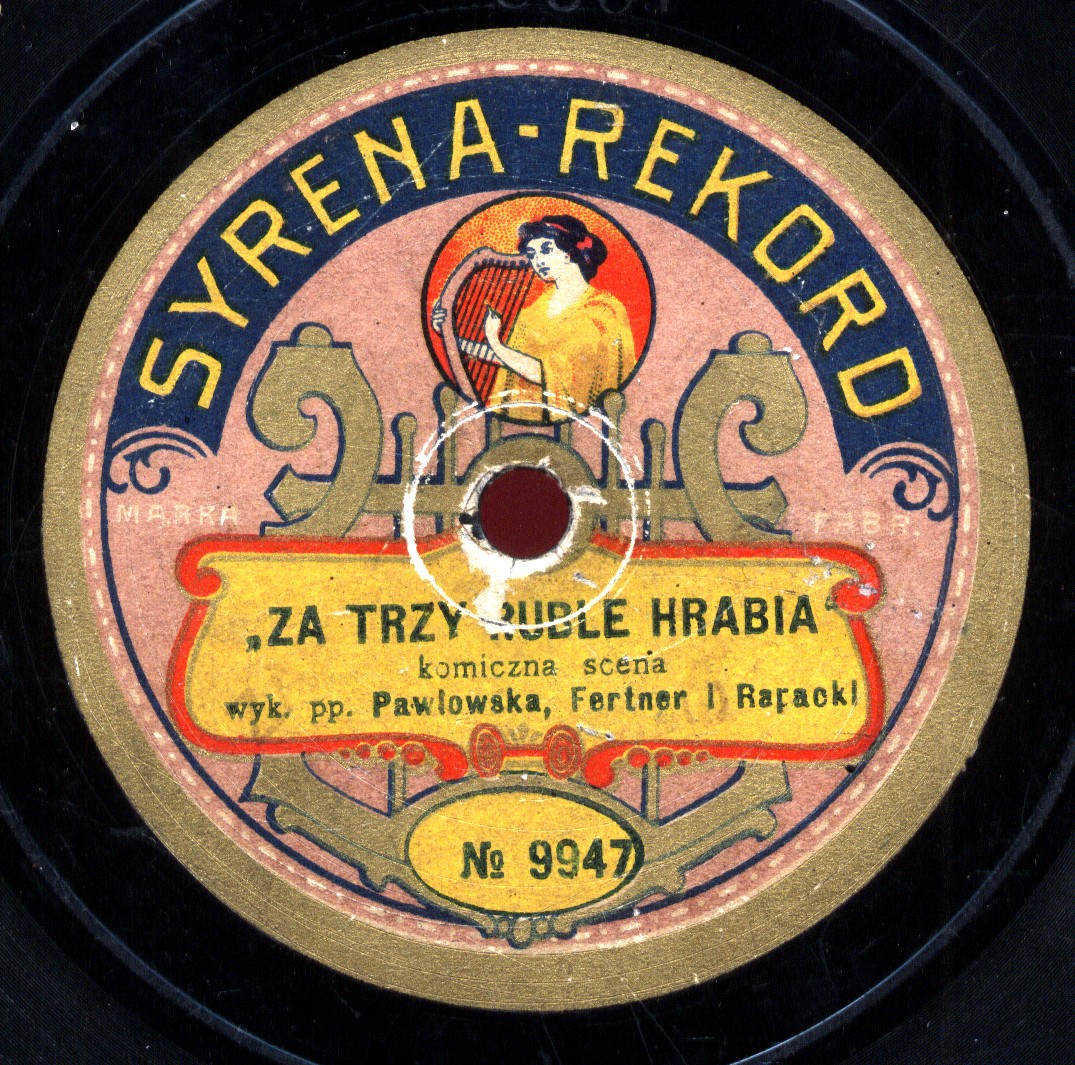 SYRENA-REKORD
MARKA FABR.
„ZA TRZY RUBLE HRABIA“
komiczna scena
wyk. pp. Pawlowska, Fertner i Rapacki
№ 9947